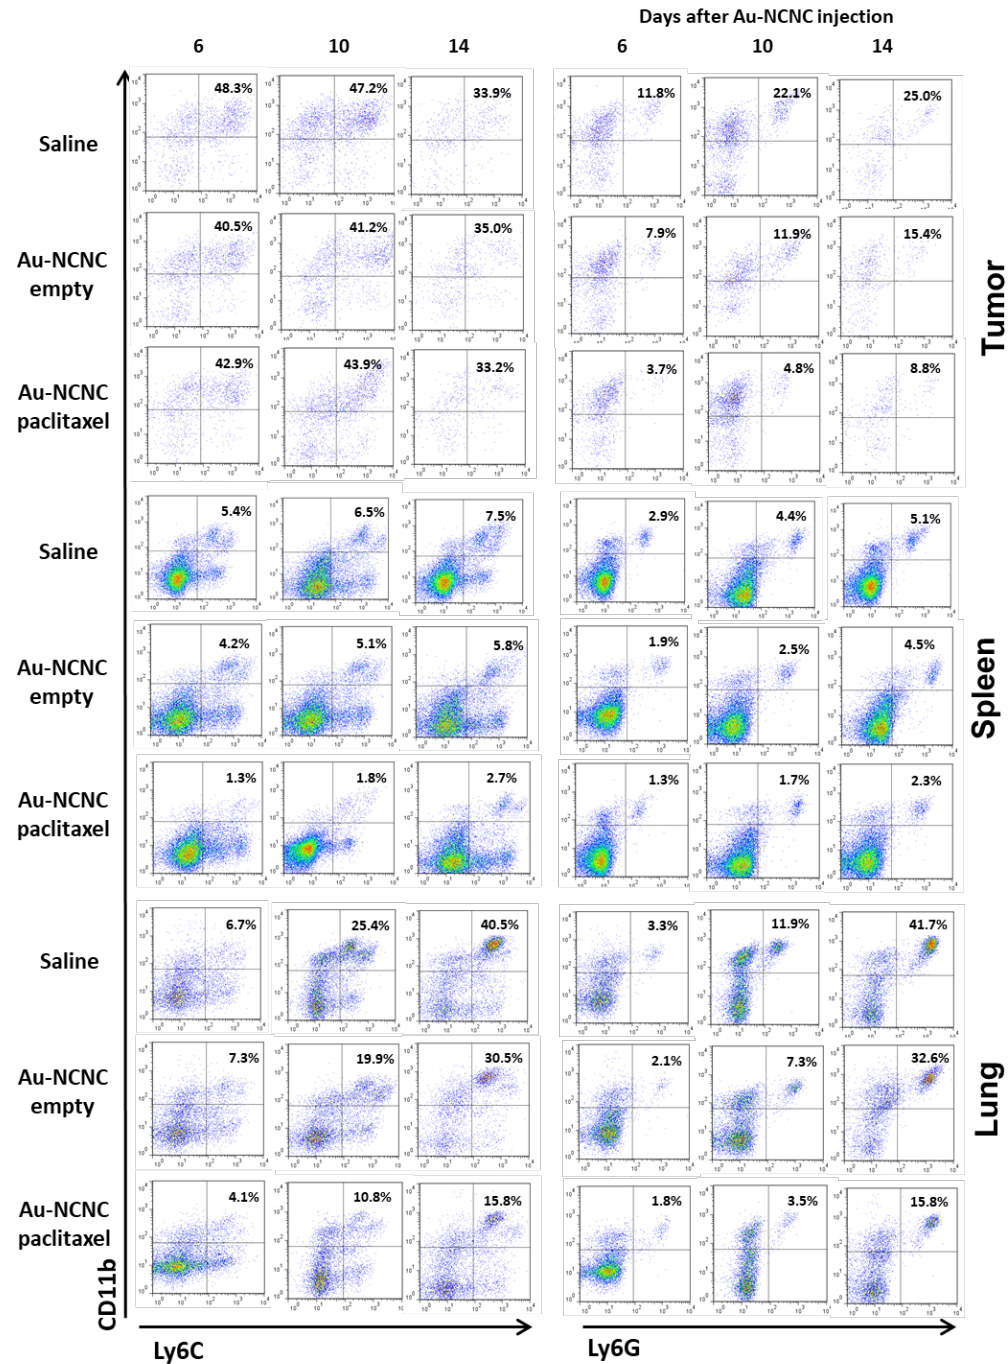 Days after Au-NCNC injection
6 10 14 6 10 14
Saline 48.3% 47.2% 33.9% 11.8% 22.1% 25.0%
Au-NCNC
empty
40.5% 41.2% 35.0% 7.9% 11.9% 15.4%
Au-NCNC
paclitaxel
42.9% 43.9% 33.2% 3.7% 4.8% 8.8%
Tumor
Saline 5.4% 6.5% 7.5% 2.9% 4.4% 5.1%
Au-NCNC
empty
4.2% 5.1% 5.8% 1.9% 2.5% 4.5%
Au-NCNC
paclitaxel
1.3% 1.8% 2.7% 1.3% 1.7% 2.3%
Spleen
Saline 6.7% 25.4% 40.5% 3.3% 11.9% 41.7%
Au-NCNC
empty
7.3% 19.9% 30.5% 2.1% 7.3% 32.6%
Au-NCNC
paclitaxel
4.1% 10.8% 15.8% 1.8% 3.5% 15.8%
Lung
CD11b
Ly6C Ly6G